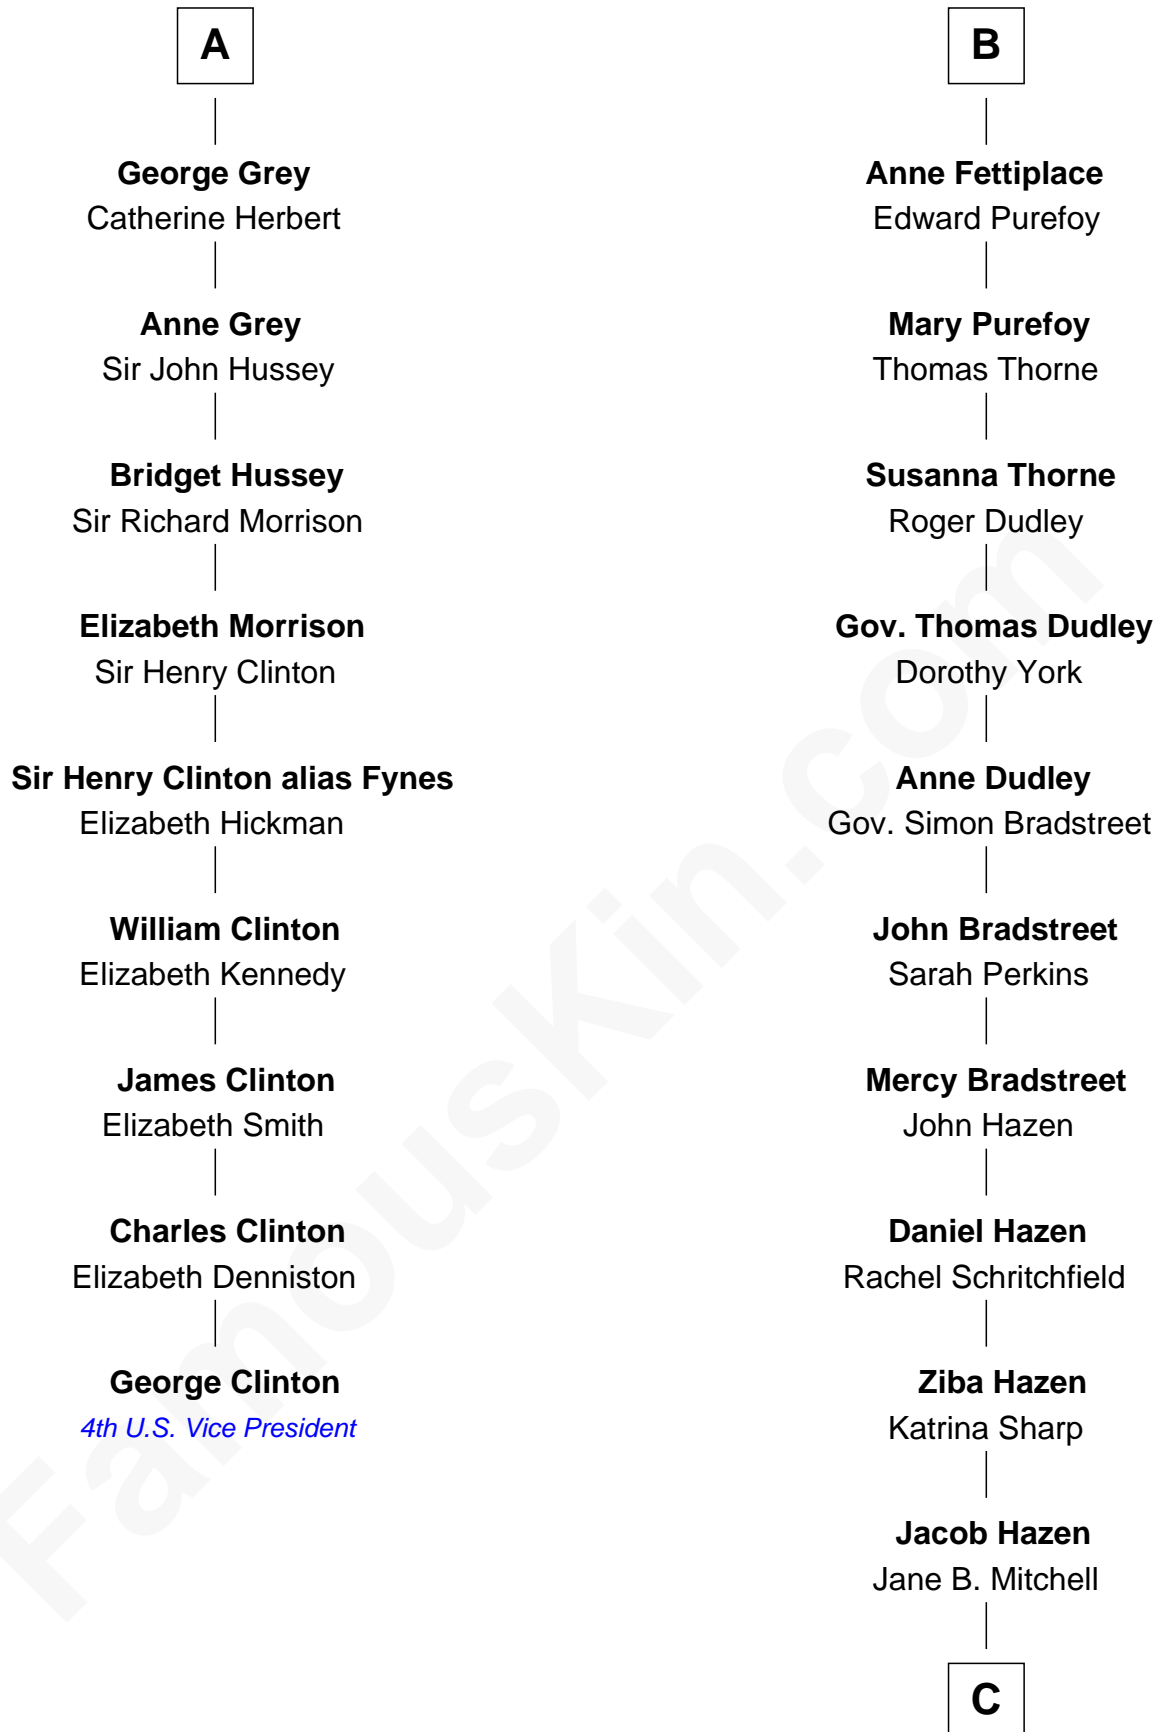 A
George Grey
Catherine Herbert
Anne Grey
Sir John Hussey
Bridget Hussey
Sir Richard Morrison
Elizabeth Morrison
Sir Henry Clinton
Sir Henry Clinton alias Fynes
Elizabeth Hickman
William Clinton
Elizabeth Kennedy
James Clinton
Elizabeth Smith
Charles Clinton
Elizabeth Denniston
George Clinton
4th U.S. Vice President
B
Anne Fettiplace
Edward Purefoy
Mary Purefoy
Thomas Thorne
Susanna Thorne
Roger Dudley
Gov. Thomas Dudley
Dorothy York
Anne Dudley
Gov. Simon Bradstreet
John Bradstreet
Sarah Perkins
Mercy Bradstreet
John Hazen
Daniel Hazen
Rachel Schritchfield
Ziba Hazen
Katrina Sharp
Jacob Hazen
Jane B. Mitchell
C
FamousKin.com